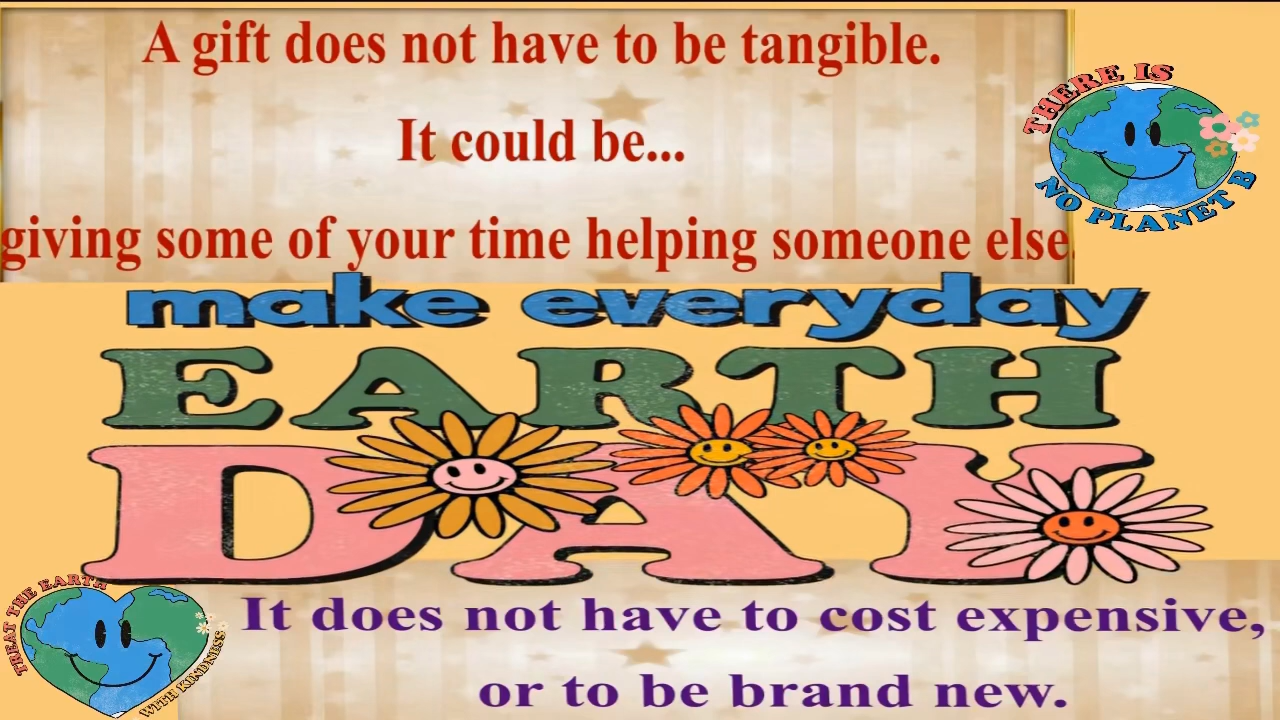 A gift does not have to be tangible.
THERE IS
NO PLANET B
It could be...
giving some of your time helping someone else.
make everyday
EARTH
DAY
TREAT THE EARTH
WITH KINDNESS
It does not have to cost expensive,
or to be brand new.